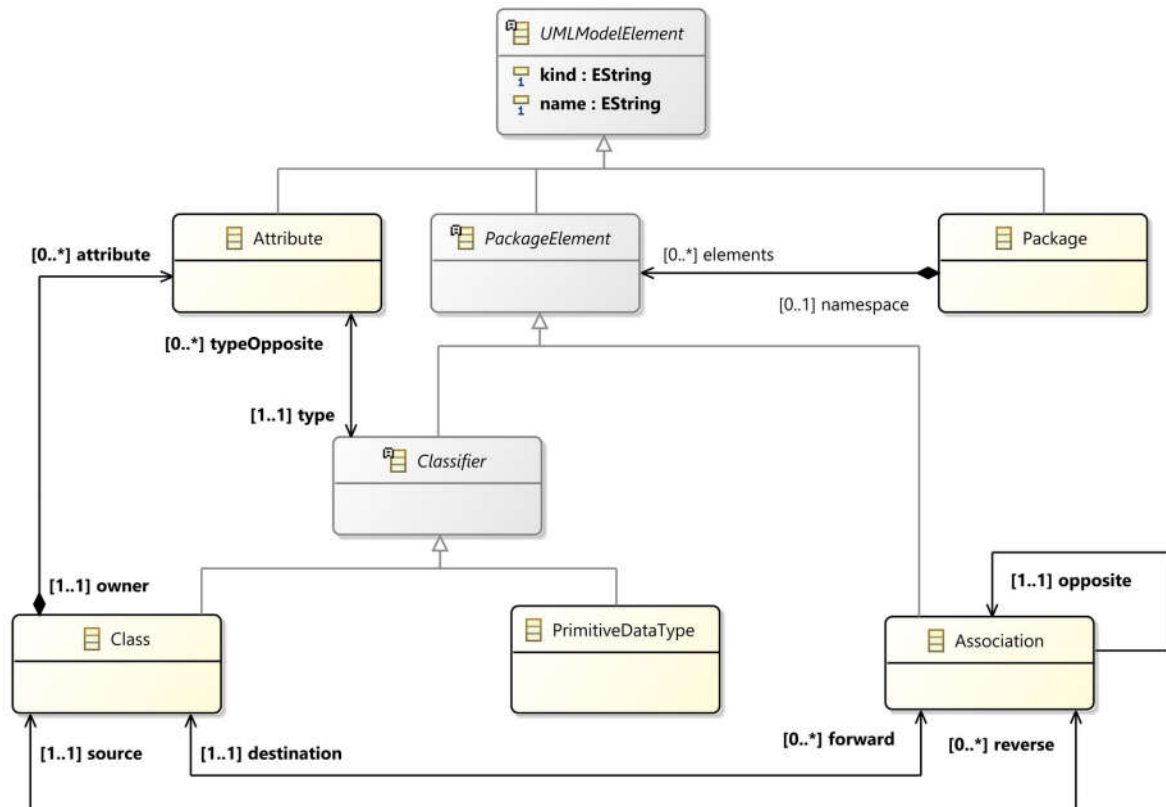 UMLModelElement
kind : EString
name : EString
Attribute
PackageElement
Package
[0..*] attribute
[0..*] elements
[0..1] namespace
[0..*] typeOpposite
[1..1] type
Classifier
[1..1] owner
[1..1] opposite
Class
PrimitiveDataType
Association
[1..1] source
[1..1] destination
[0..*] forward
[0..*] reverse